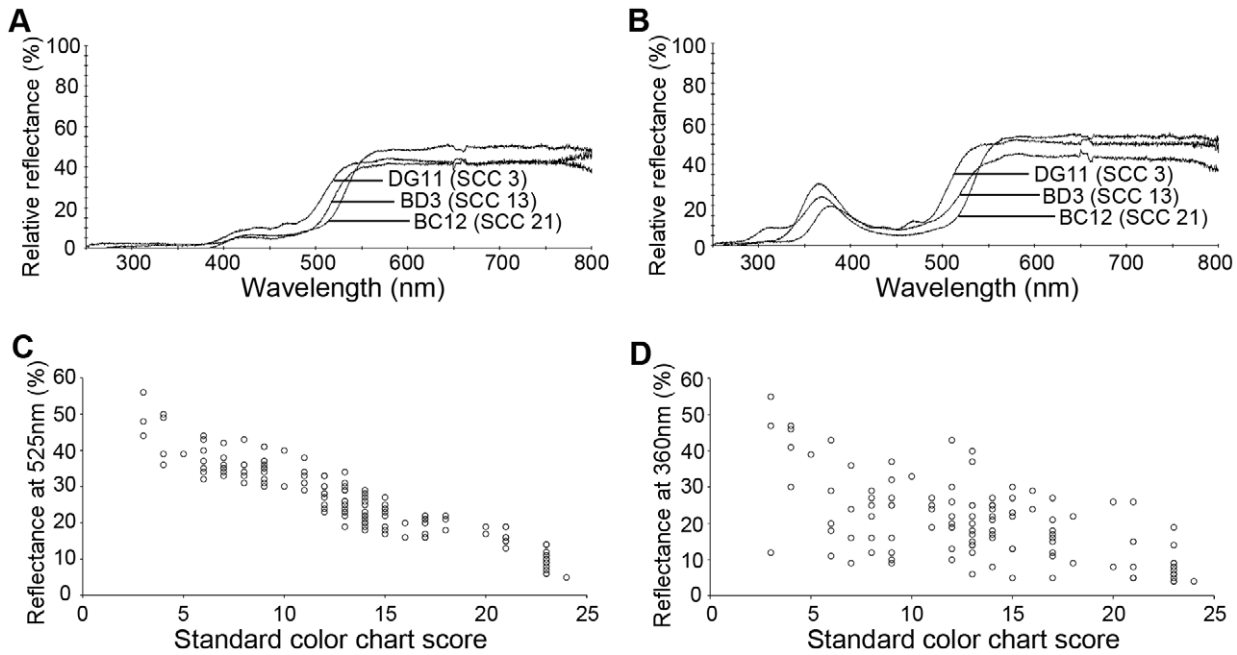 A
Relative reflectance (%)
100
80
60
40
20
0
DG11 (SCC 3)
BD3 (SCC 13)
BC12 (SCC 21)
300 400 500 600 700 800
Wavelength (nm)
B
Relative reflectance (%)
100
80
60
40
20
0
DG11 (SCC 3)
BD3 (SCC 13)
BC12 (SCC 21)
300 400 500 600 700 800
Wavelength (nm)
C
Reflectance at 525nm (%)
60
50
40
30
20
10
0
0 5 10 15 20 25
Standard color chart score
D
Reflectance at 360nm (%)
60
50
40
30
20
10
0
0 5 10 15 20 25
Standard color chart score